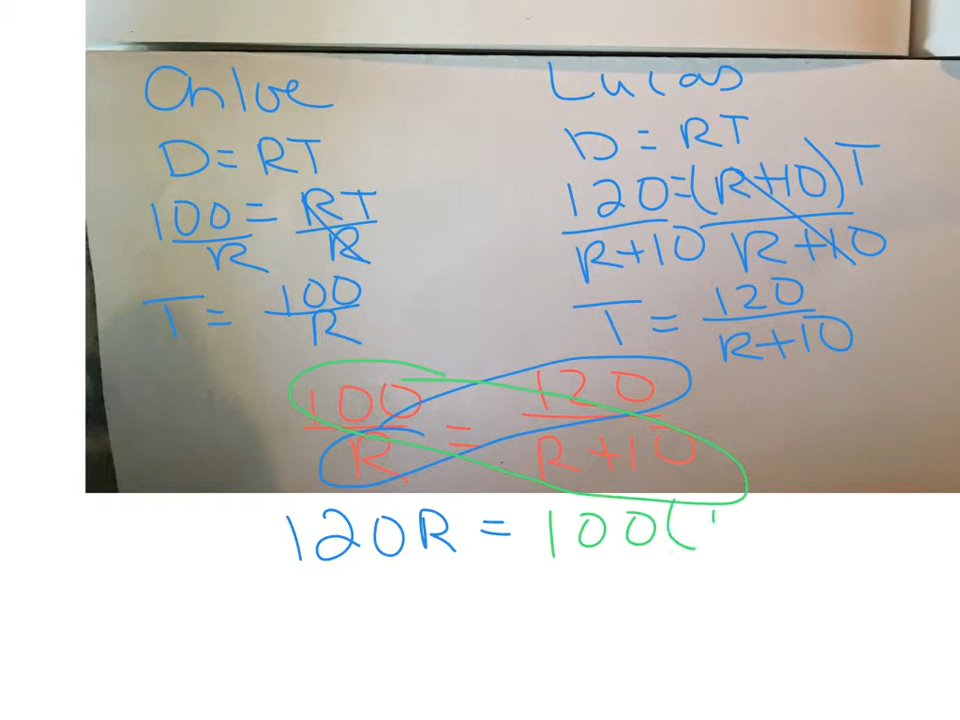 Chloe
D = RT
100/R = RT/R
T = 100/R
Lucas
D = RT
120/R+10 = (R+10)T/R+10
T = 120/R+10
100/R = 120/R+10
120R = 100(